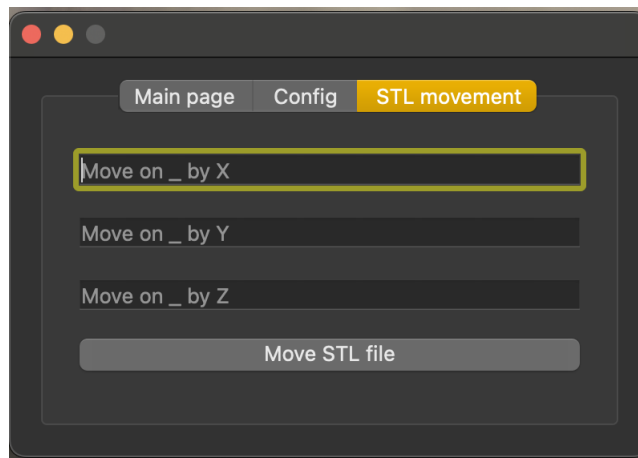 Main page Config STL movement
Move on _ by X
Move on _ by Y
Move on _ by Z
Move STL file